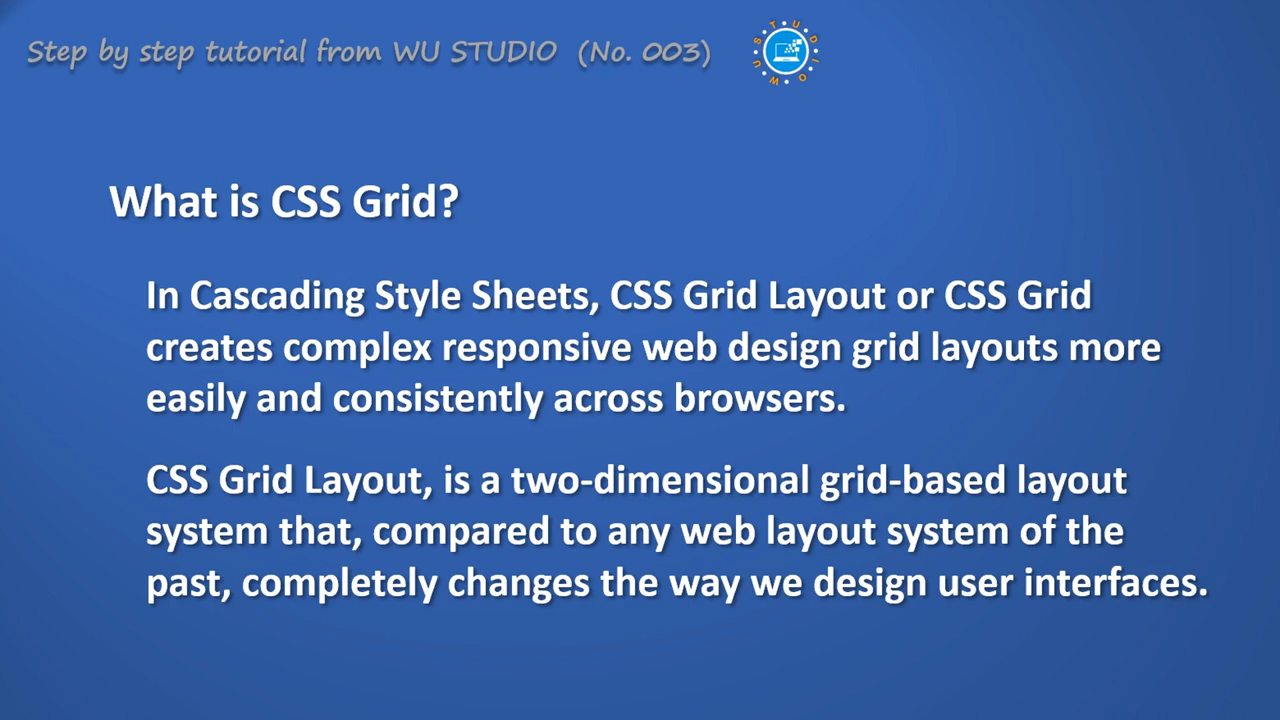 Step by step tutorial from WU STUDIO (No. 003)
WU STUDIO
What is CSS Grid?
In Cascading Style Sheets, CSS Grid Layout or CSS Grid
creates complex responsive web design grid layouts more
easily and consistently across browsers.
CSS Grid Layout, is a two-dimensional grid-based layout
system that, compared to any web layout system of the
past, completely changes the way we design user interfaces.